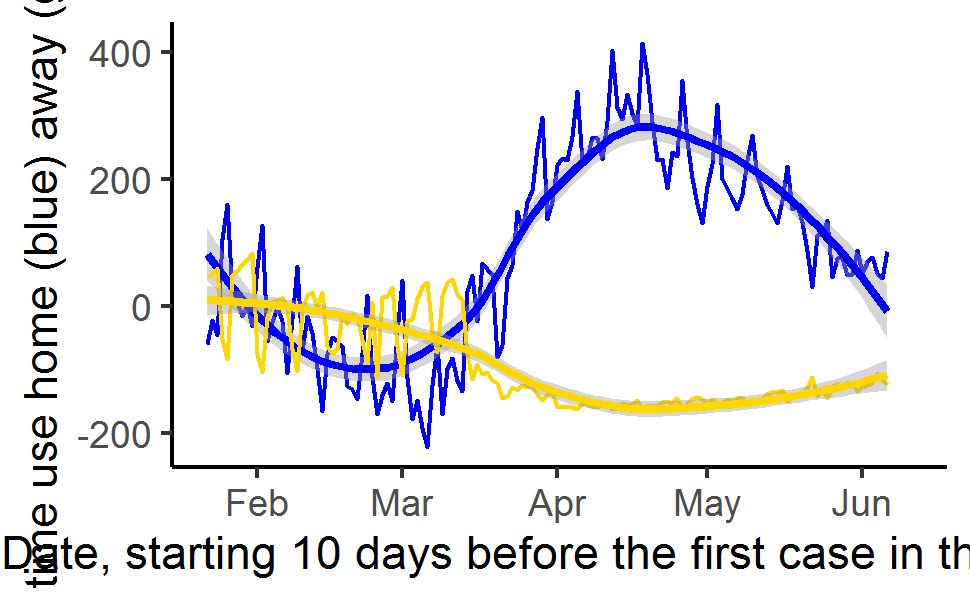 time use home (blue) away (
400
200
0
-200
Feb Mar Apr May Jun
Date, starting 10 days before the first case in th